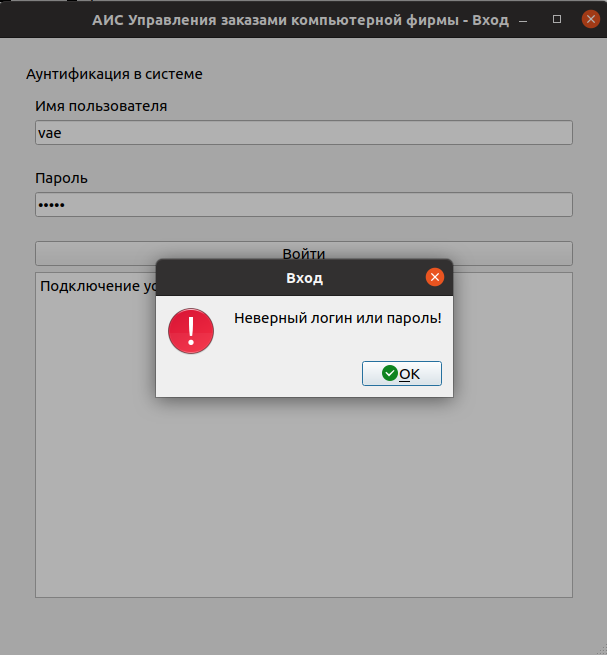 АИС Управления заказами компьютерной фирмы - Вход
Аунтификация в системе
Имя пользователя
vae
Пароль
•••••
Войти
Подключение
Вход
Неверный логин или пароль!
OK